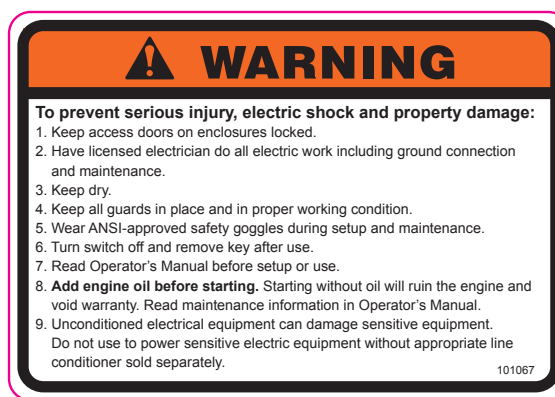 WARNING
To prevent serious injury, electric shock and property damage:
1. Keep access doors on enclosures locked.
2. Have licensed electrician do all electric work including ground connection
and maintenance.
3. Keep dry.
4. Keep all guards in place and in proper working condition.
5. Wear ANSI-approved safety goggles during setup and maintenance.
6. Turn switch off and remove key after use.
7. Read Operator’s Manual before setup or use.
8. Add engine oil before starting. Starting without oil will ruin the engine and
void warranty. Read maintenance information in Operator’s Manual.
9. Unconditioned electrical equipment can damage sensitive equipment.
Do not use to power sensitive electric equipment without appropriate line
conditioner sold separately.
101067